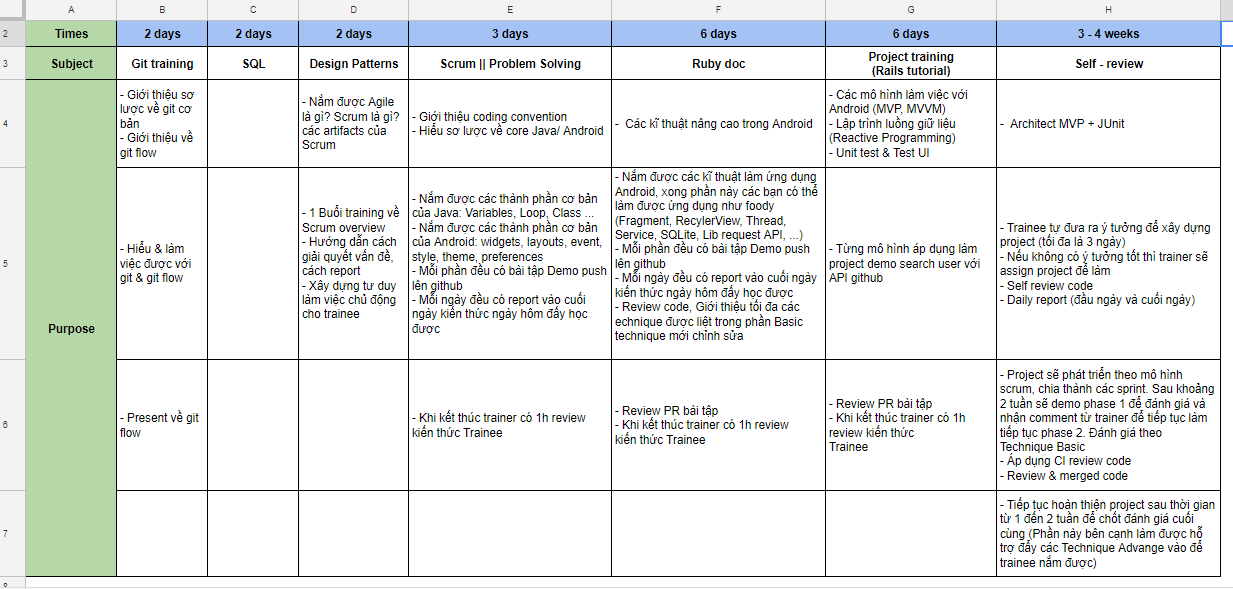 A B C D E F G H
2 Times 2 days 2 days 2 days 3 days 6 days 6 days 3 - 4 weeks
3 Subject Git training SQL Design Patterns Scrum || Problem Solving Ruby doc Project training
(Rails tutorial) Self - review
Purpose
4
- Giới thiệu sơ
lược về git cơ
bản
- Giới thiệu về
git flow
- Nắm được Agile
là gì? Scrum là gì?
các artifacts của
Scrum
- Giới thiệu coding convention
- Hiểu sơ lược về core Java/ Android
- Các kĩ thuật nâng cao trong Android
- Các mô hình làm việc với
Android (MVP, MVVM)
- Lập trình luồng giữ liệu
(Reactive Programming)
- Unit test & Test UI
- Architect MVP + JUnit
5
- Hiểu & làm
việc được với
git & git flow
- 1 Buổi training về
Scrum overview
- Hướng dẫn cách
giải quyết vấn đề,
cách report
- Xây dựng tư duy
làm việc chủ động
cho trainee
- Nắm được các thành phần cơ bản
của Java: Variables, Loop, Class ...
- Nắm được các thành phần cơ bản
của Android: widgets, layouts, event,
style, theme, preferences
- Mỗi phần đều có bài tập Demo push
lên github
- Mỗi ngày đều có report vào cuối
ngày kiến thức ngày hôm đấy học
được
- Nắm được các kĩ thuật làm ứng dụng
Android, xong phần này các bạn có thể
làm được ứng dụng như foody
(Fragment, RecylerView, Thread,
Service, SQLite, Lib request API, ...)
- Mỗi phần đều có bài tập Demo push
lên github
- Mỗi ngày đều có report vào cuối ngày
kiến thức ngày hôm đấy học được
- Review code, Giới thiệu tối đa các
echnique được liệt trong phần Basic
technique mới chỉnh sửa
- Từng mô hình áp dụng làm
project demo search user với
API github
- Trainee tự đưa ra ý tưởng để xây dựng
project (tối đa là 3 ngày)
- Nếu không có ý tưởng tốt thì trainer sẽ
assign project để làm
- Self review code
- Daily report (đầu ngày và cuối ngày)
6
- Present về git
flow
- Khi kết thúc trainer có 1h review
kiến thức Trainee
- Review PR bài tập
- Khi kết thúc trainer có 1h review
kiến thức Trainee
- Review PR bài tập
- Khi kết thúc trainer có 1h
review kiến thức
Trainee
- Project sẽ phát triển theo mô hình
scrum, chia thành các sprint. Sau khoảng
2 tuần sẽ demo phase 1 để đánh giá và
nhận comment từ trainer để tiếp tục làm
tiếp tục phase 2. Đánh giá theo
Technique Basic
- Áp dụng CI review code
- Review & merged code
7
- Tiếp tục hoàn thiện project sau thời gian
từ 1 đến 2 tuần để chốt đánh giá cuối
cùng (Phần này bên cạnh làm được hỗ
trợ đẩy các Technique Advange vào để
trainee nắm được)